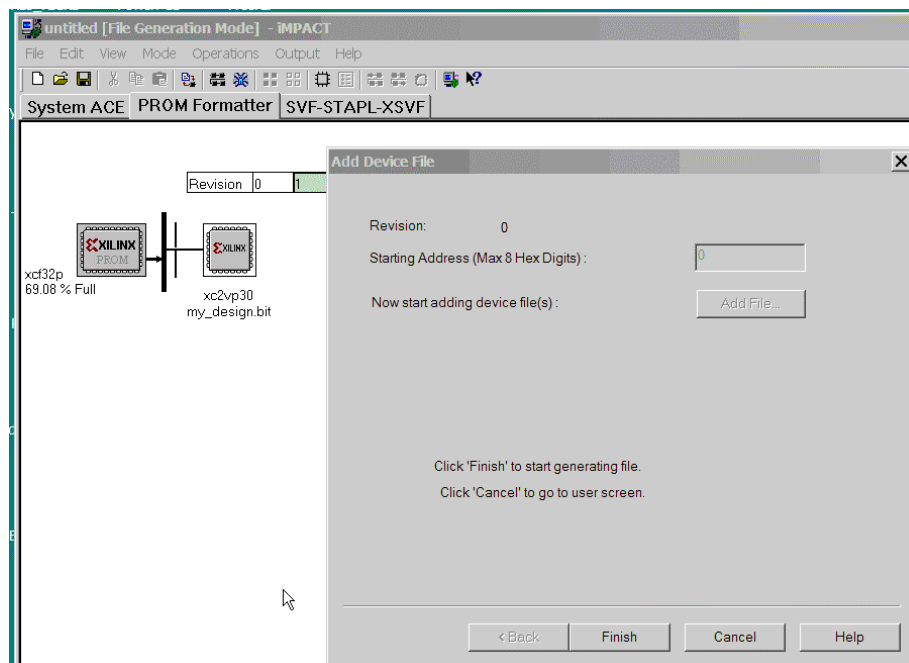 untitled [File Generation Mode] - iMPACT
File Edit View Mode Operations Output Help
System ACE PROM Formatter SVF-STAPL-XSVF
Add Device File
Revision 0 1
Revision: 0
Starting Address (Max 8 Hex Digits) : 0
Now start adding device file(s) : Add File...
XILINX
PROM
XILINX
xcf32p
69.08 % Full
xc2vp30
my_design.bit
Click 'Finish' to start generating file.
Click 'Cancel' to go to user screen.
< Back Finish Cancel Help